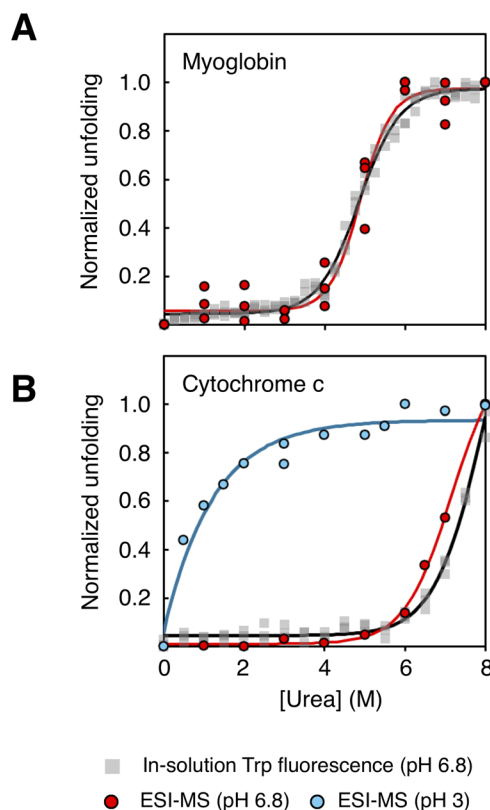 A
Myoglobin
Normalized unfolding
1.0
0.8
0.6
0.4
0.2
B
Cytochrome c
Normalized unfolding
1.0
0.8
0.6
0.4
0.2
0 2 4 6 8
[Urea] (M)
In-solution Trp fluorescence (pH 6.8)
ESI-MS (pH 6.8) ESI-MS (pH 3)